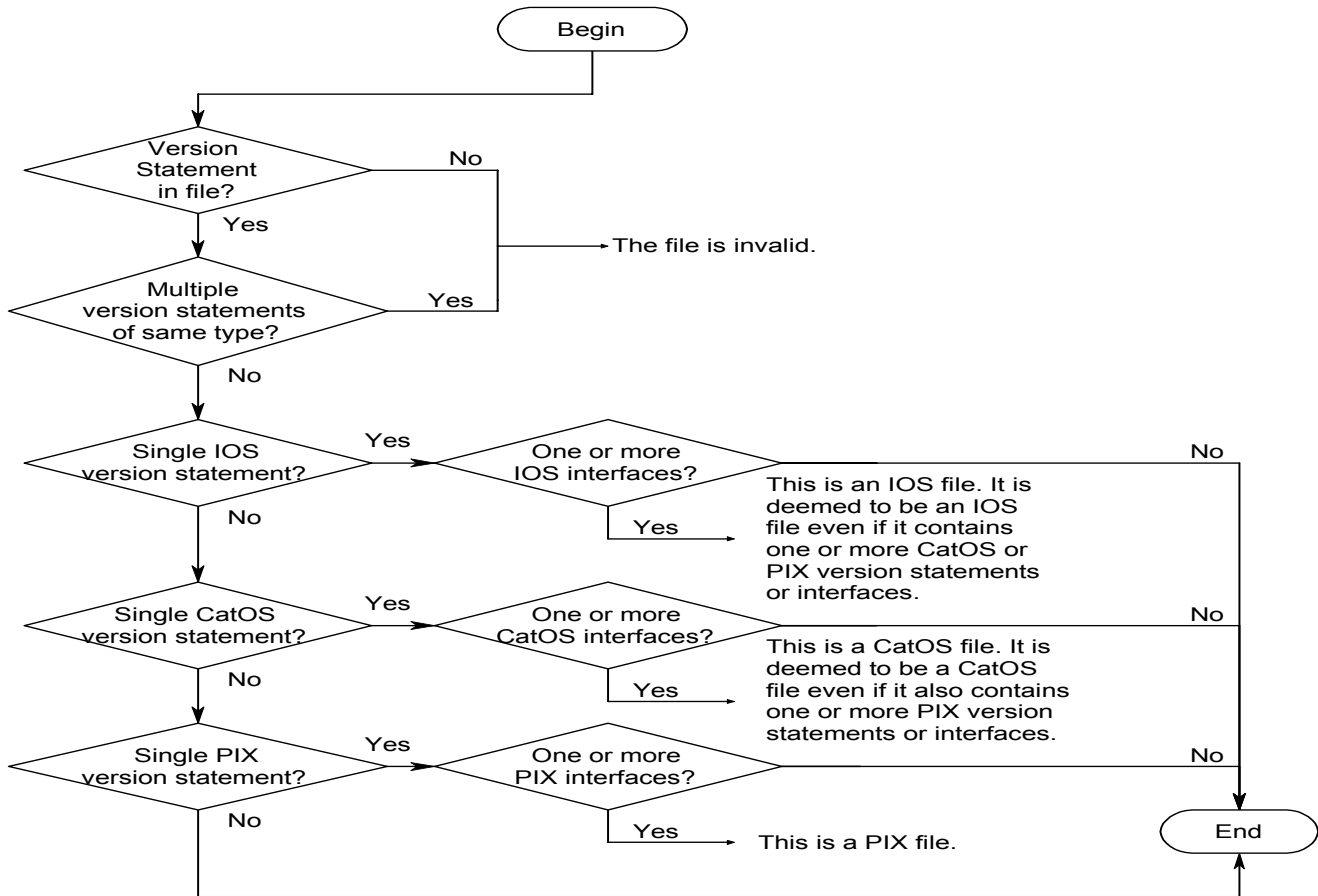 Begin
Version
Statement
in file?
No
Yes
The file is invalid.
Multiple
version statements
of same type?
Yes
No
Single IOS
version statement?
Yes
One or more
IOS interfaces?
No
This is an IOS file. It is
deemed to be an IOS
file even if it contains
one or more CatOS or
PIX version statements
or interfaces.
Yes
No
Single CatOS
version statement?
Yes
One or more
CatOS interfaces?
No
This is a CatOS file. It is
deemed to be a CatOS
file even if it also contains
one or more PIX version
statements or interfaces.
Yes
No
Single PIX
version statement?
Yes
One or more
PIX interfaces?
No
No
Yes
This is a PIX file.
End